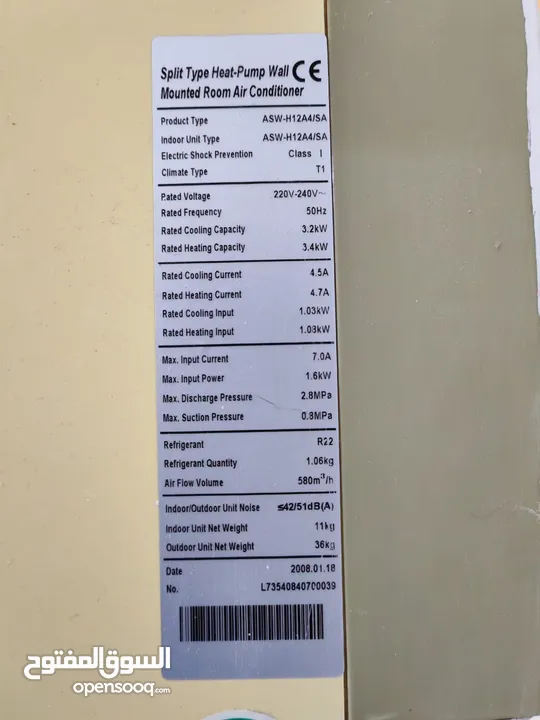 Split Type Heat-Pump Wall CE
Mounted Room Air Conditioner
Product Type ASW-H12A4/SA
Indoor Unit Type ASW-H12A4/SA
Electric Shock Prevention Class I
Climate Type T1
Rated Voltage 220V-240V~
Rated Frequency 50Hz
Rated Cooling Capacity 3.2kW
Rated Heating Capacity 3.4kW
Rated Cooling Current 4.5A
Rated Heating Current 4.7A
Rated Cooling Input 1.03kW
Rated Heating Input 1.08kW
Max. Input Current 7.0A
Max. Input Power 1.6kW
Max. Discharge Pressure 2.8MPa
Max. Suction Pressure 0.8MPa
Refrigerant R22
Refrigerant Quantity 1.06kg
Air Flow Volume 580m³/h
Indoor/Outdoor Unit Noise ≤42/51dB(A)
Indoor Unit Net Weight 11kg
Outdoor Unit Net Weight 36kg
Date 2008.01.18
No. L73540840700039
السوق المفتوح
opensooq.com